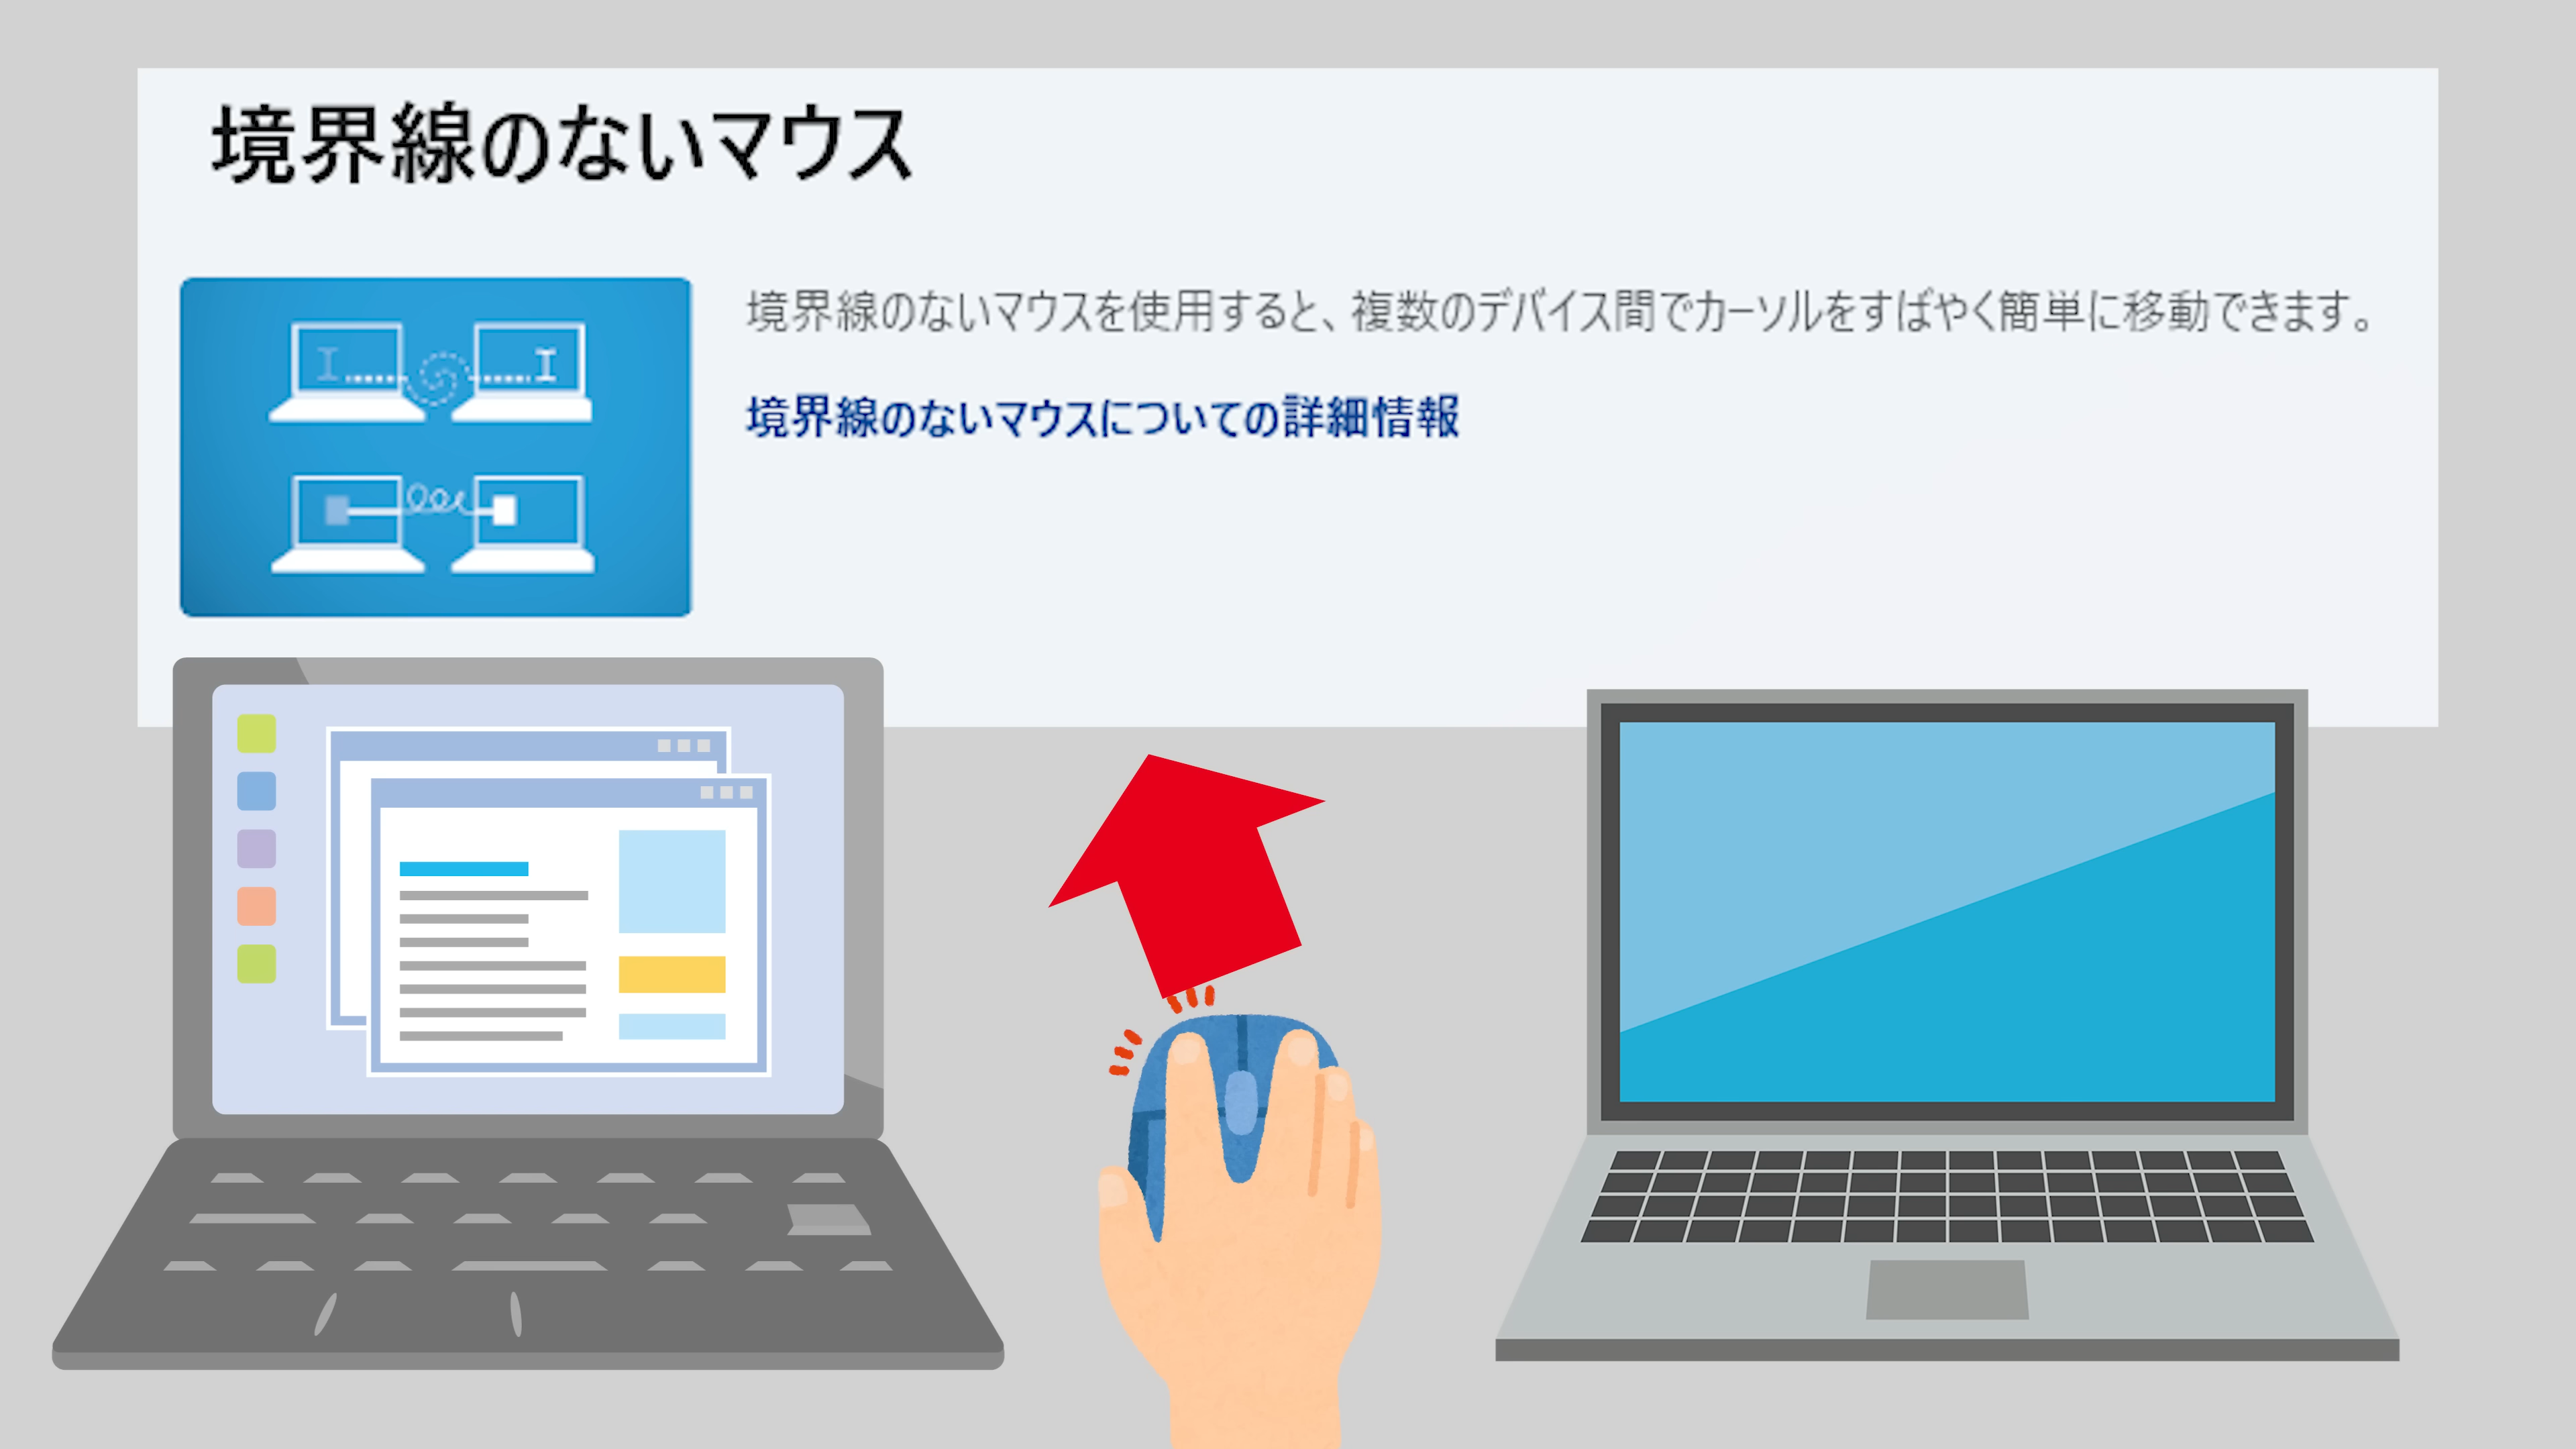 境界線のないマウス
境界線のないマウスを使用すると、複数のデバイス間でカーソルをすばやく簡単に移動できます。
境界線のないマウスについての詳細情報